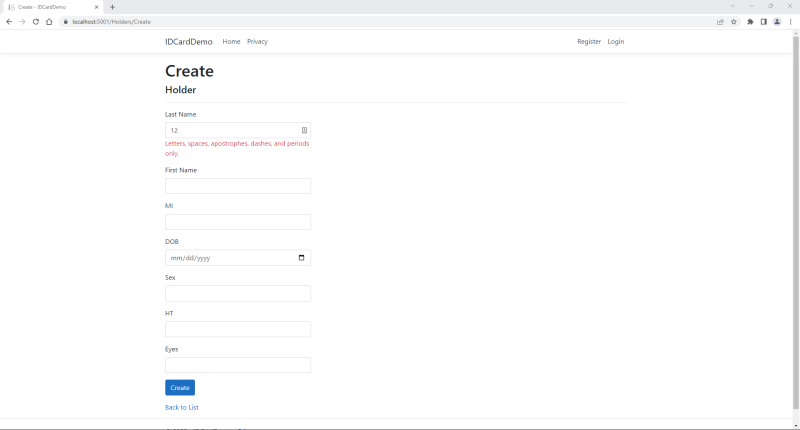 Create - IDCardDemo
localhost:5001/Holders/Create
IDCardDemo Home Privacy Register Login
Create
Holder
Last Name
12
Letters, spaces, apostrophes, dashes, and periods
only.
First Name
MI
DOB
mm/dd/yyyy
Sex
HT
Eyes
Create
Back to List